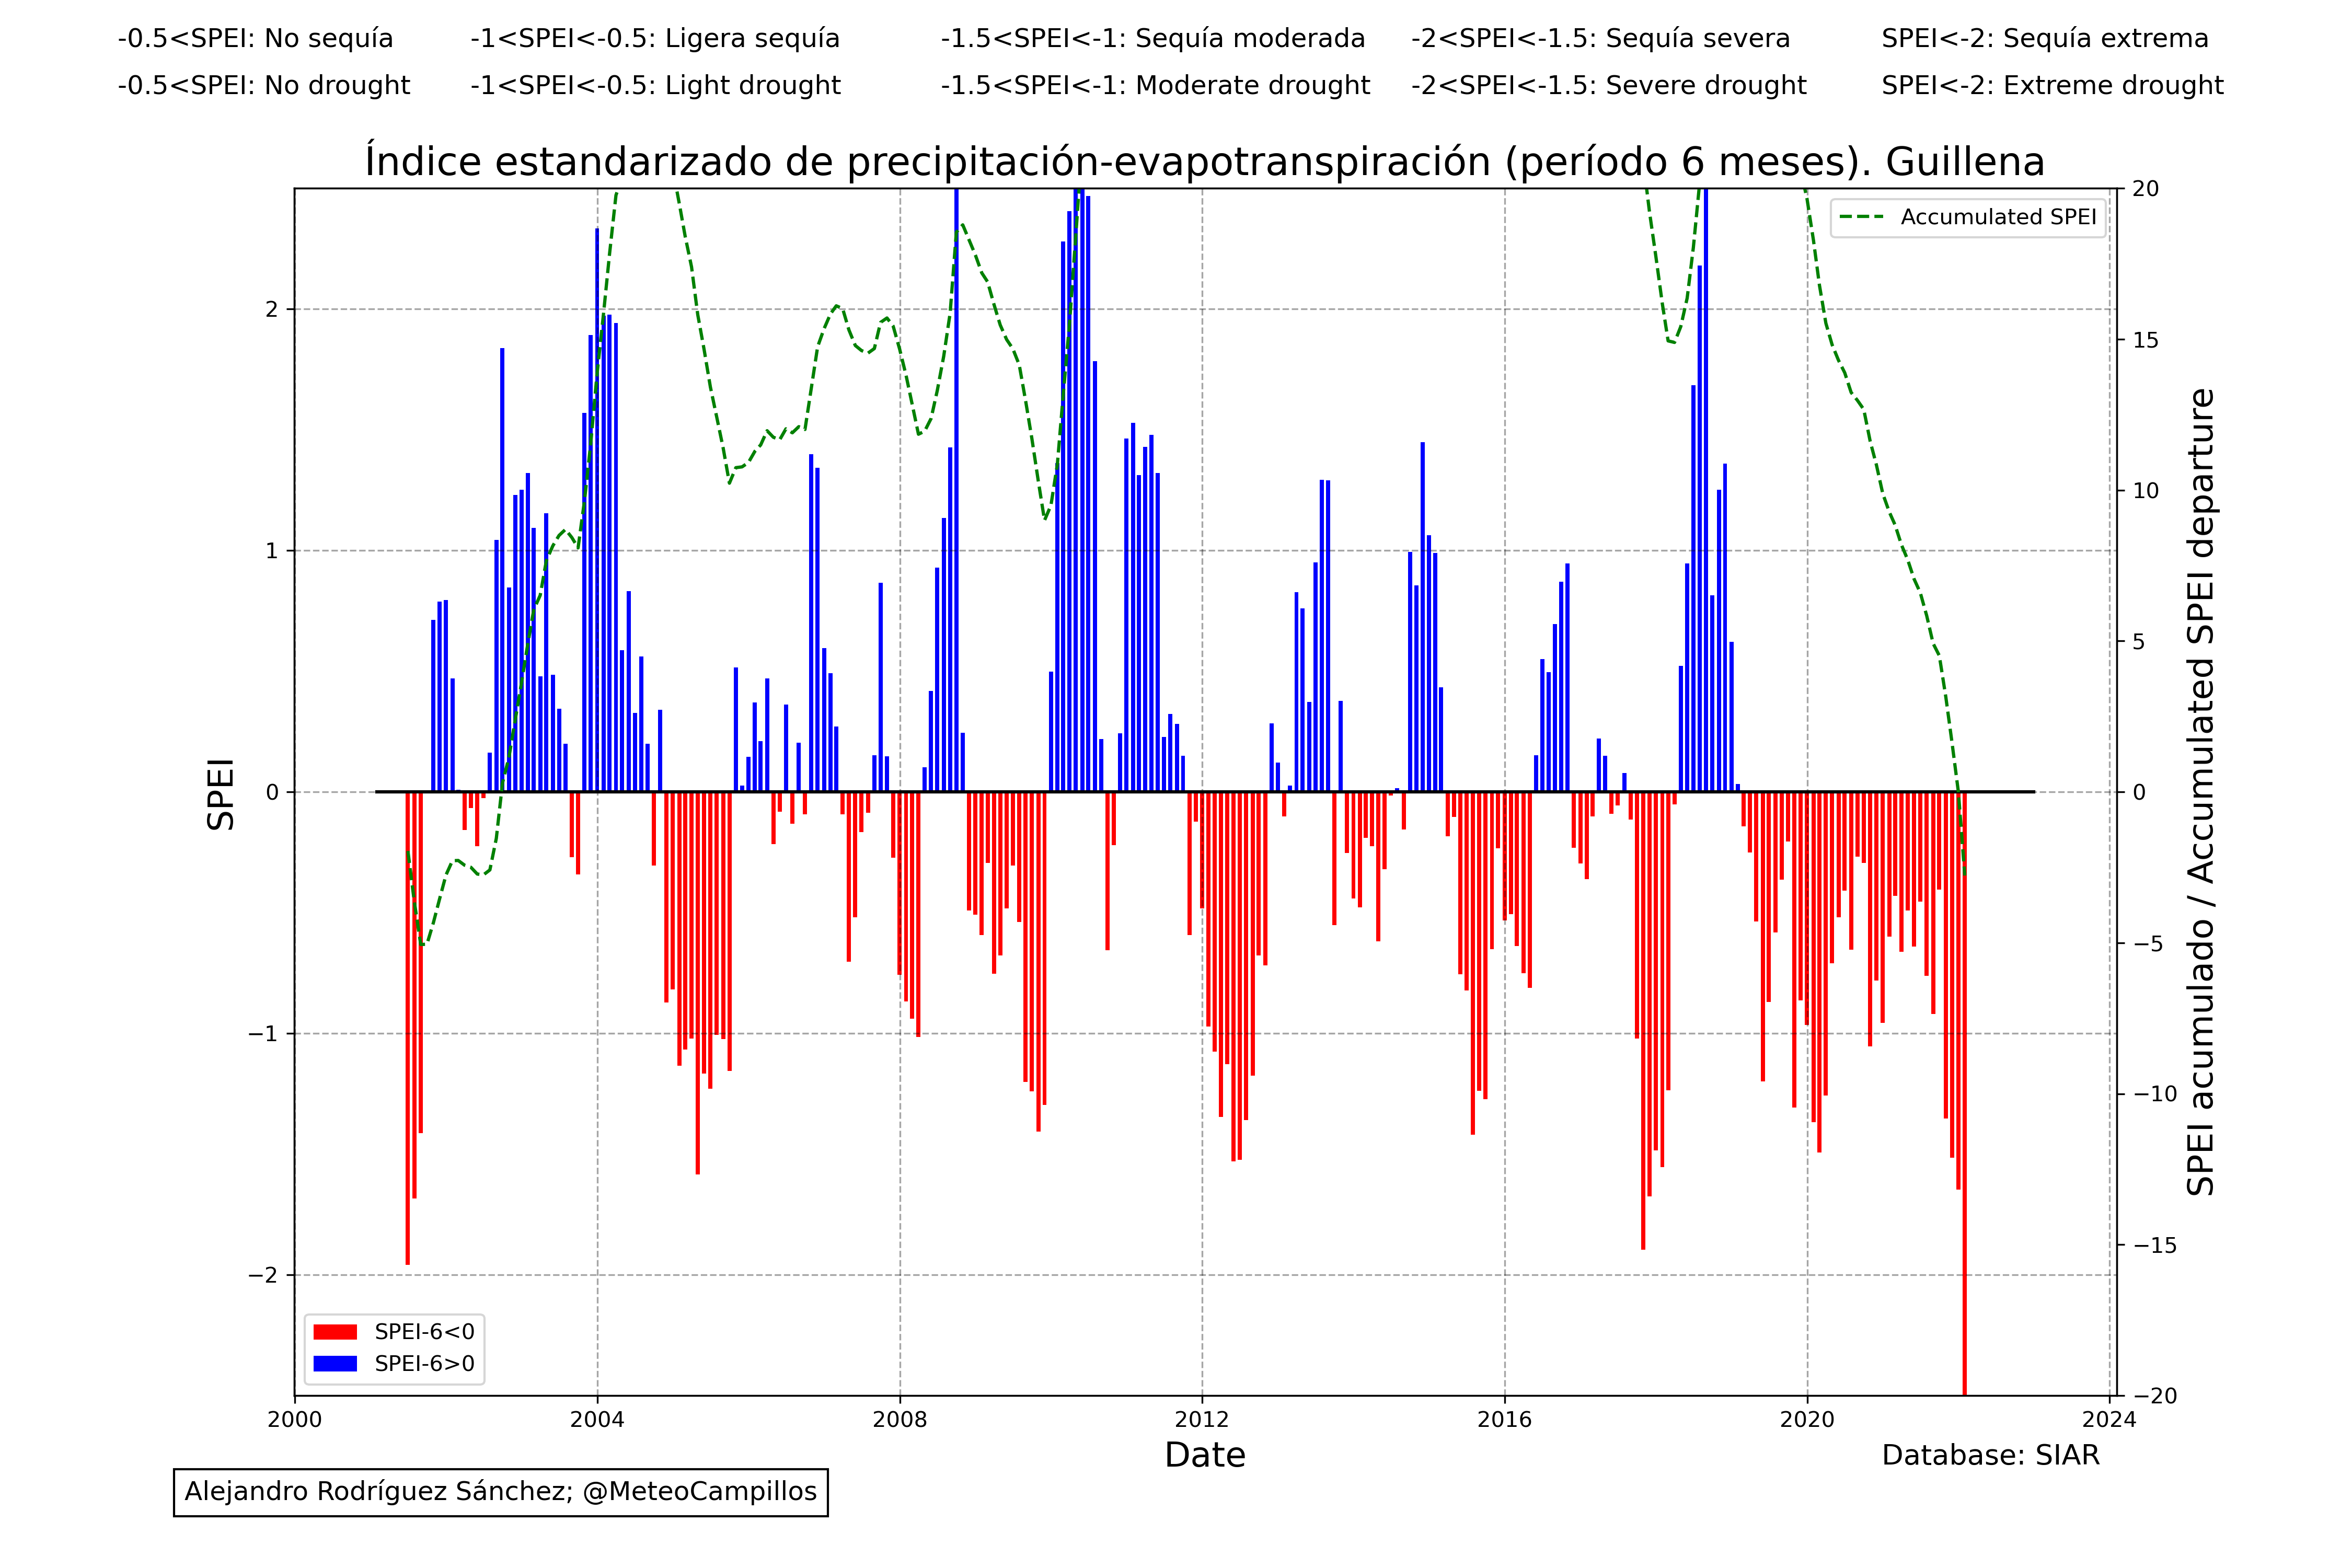 -0.5<SPEI: No sequía -1<SPEI<-0.5: Ligera sequía -1.5<SPEI<-1: Sequía moderada -2<SPEI<-1.5: Sequía severa SPEI<-2: Sequía extrema
-0.5<SPEI: No drought -1<SPEI<-0.5: Light drought -1.5<SPEI<-1: Moderate drought -2<SPEI<-1.5: Severe drought SPEI<-2: Extreme drought
Índice estandarizado de precipitación-evapotranspiración (período 6 meses). Guillena
SPEI
2
1
0
−1
−2
Accumulated SPEI
20
15
10
5
0
−5
−10
−15
−20
SPEI acumulado / Accumulated SPEI departure
SPEI-6<0
SPEI-6>0
2000 2004 2008 2012 2016 2020 2024
Date
Database: SIAR
Alejandro Rodríguez Sánchez; @MeteoCampillos